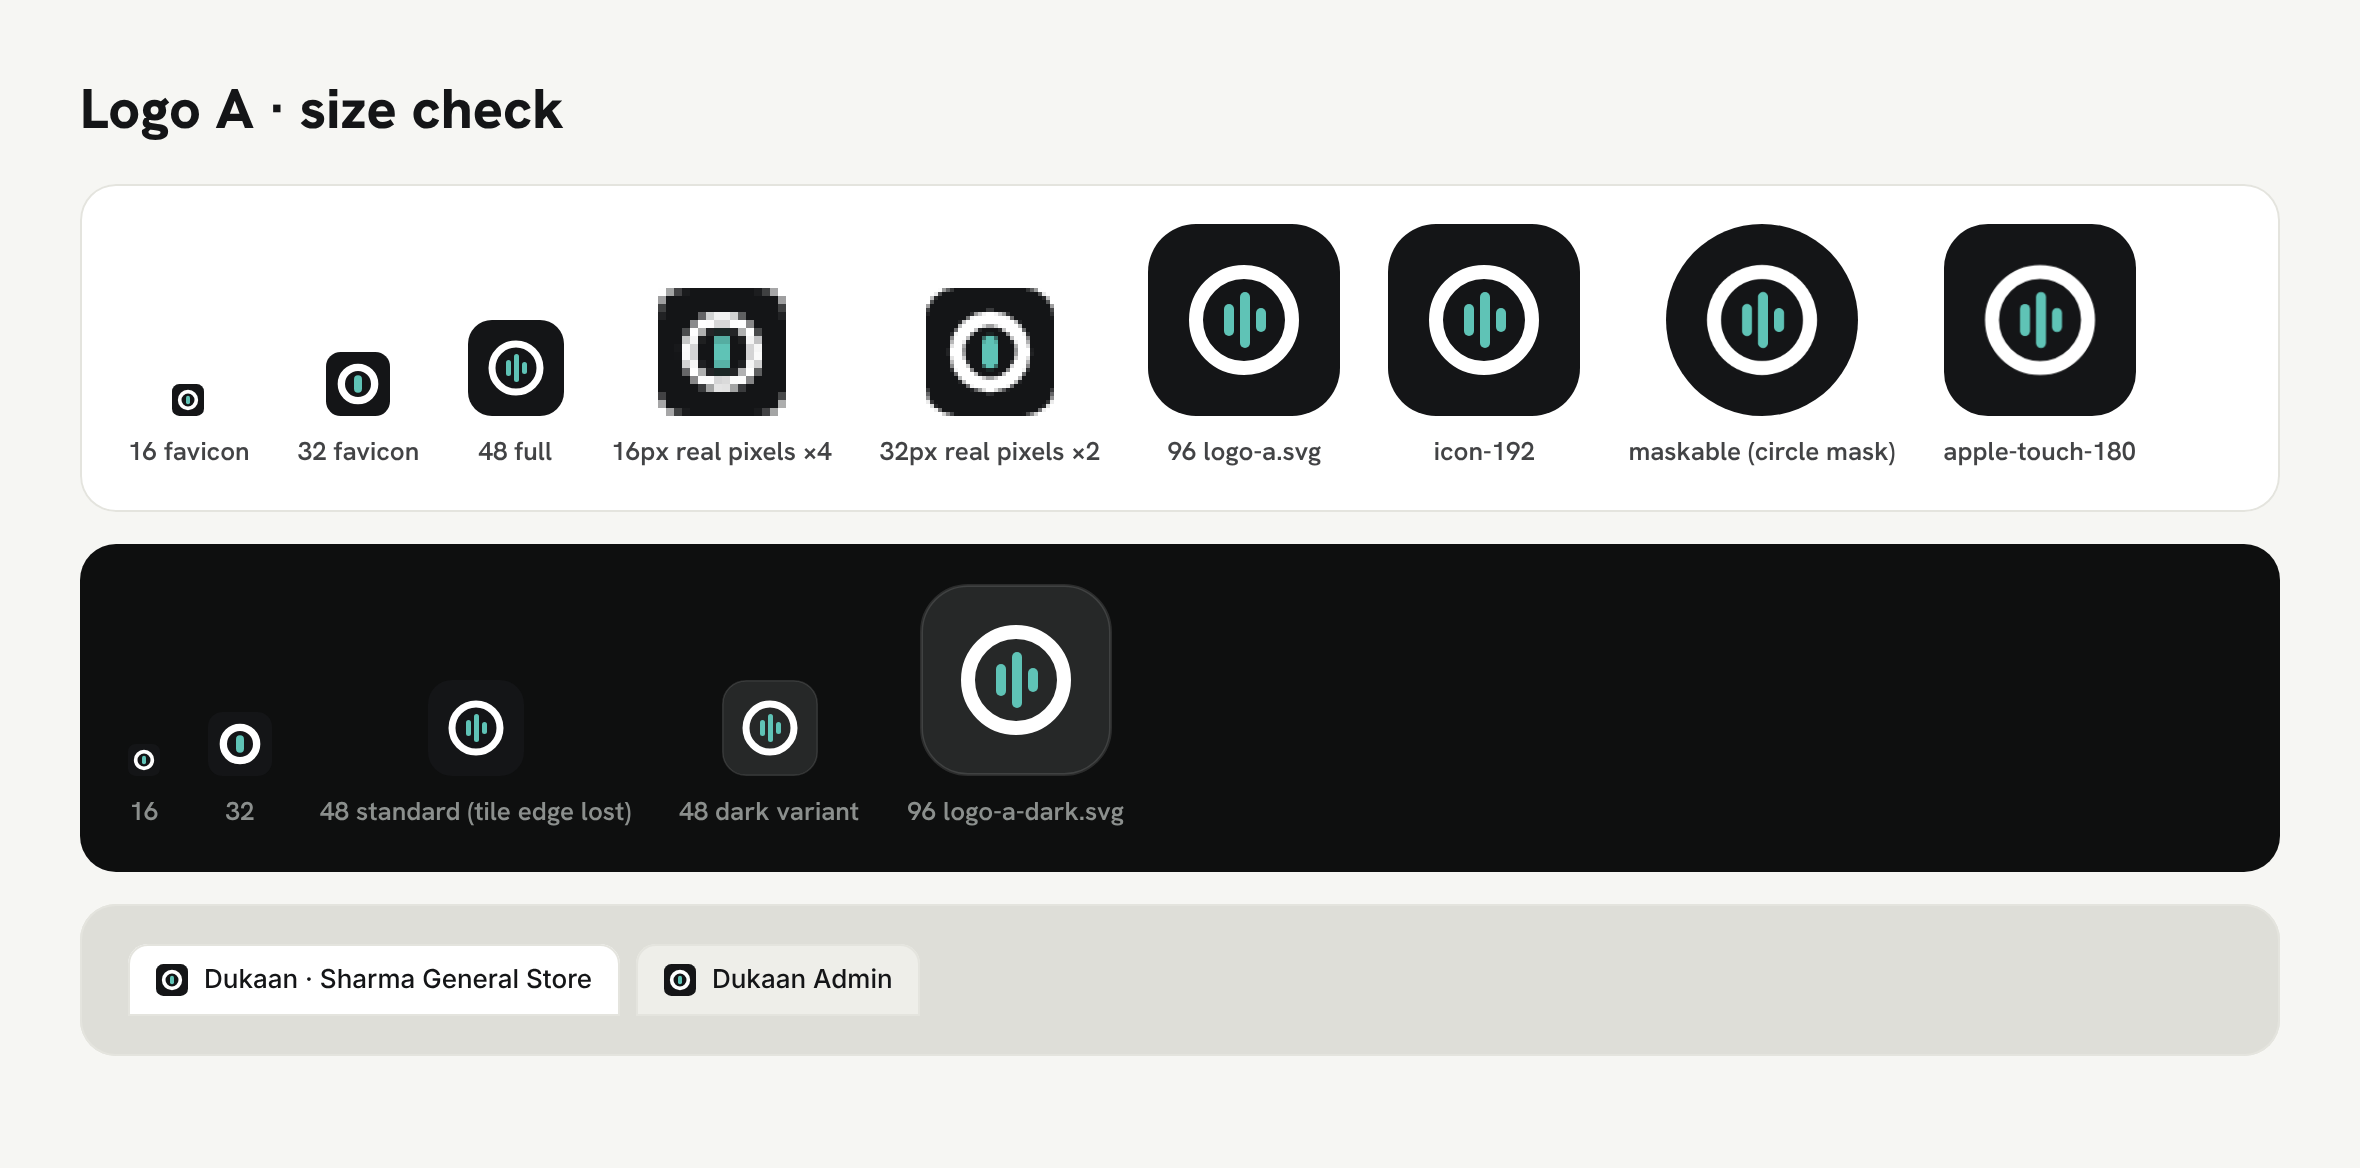 Logo A · size check
16 favicon
32 favicon
48 full
16px real pixels ×4
32px real pixels ×2
96 logo-a.svg
icon-192
maskable (circle mask)
apple-touch-180
16
32
48 standard (tile edge lost)
48 dark variant
96 logo-a-dark.svg
Dukaan · Sharma General Store
Dukaan Admin